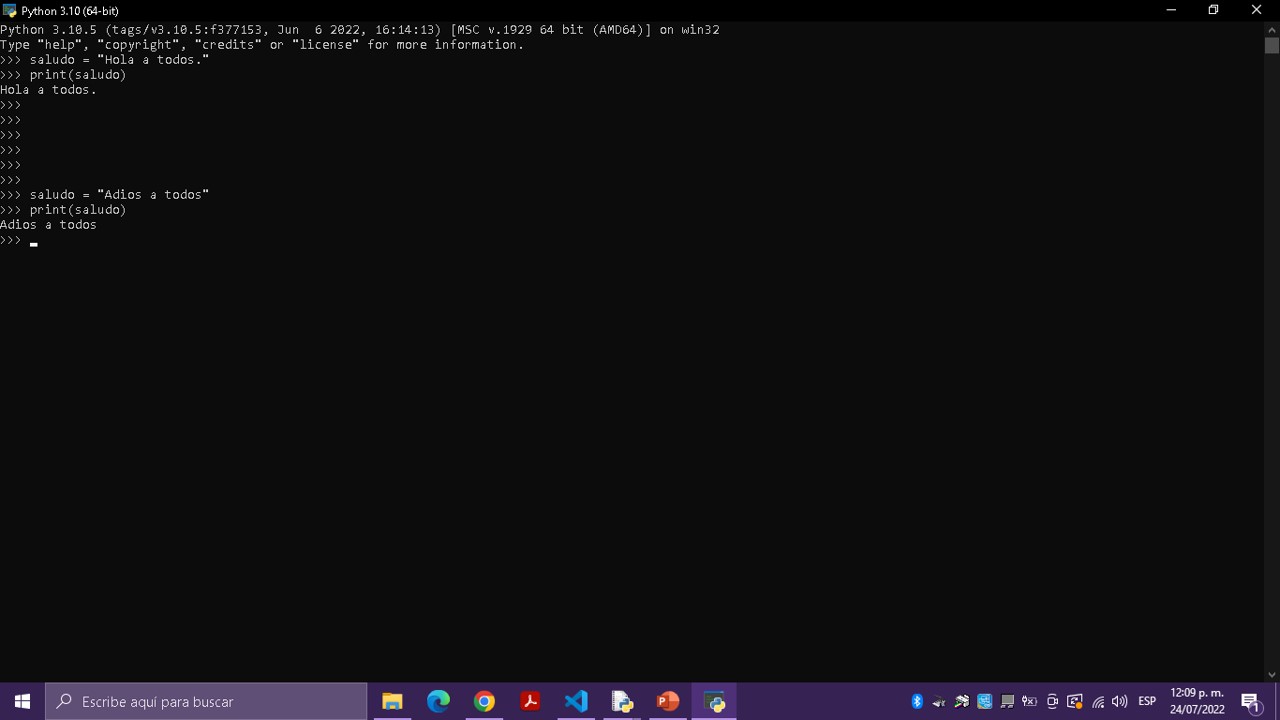 Python 3.10 (64-bit)
Python 3.10.5 (tags/v3.10.5:f377153, Jun  6 2022, 16:14:13) [MSC v.1929 64 bit (AMD64)] on win32
Type "help", "copyright", "credits" or "license" for more information.
>>> saludo = "Hola a todos."
>>> print(saludo)
Hola a todos.
>>>
>>>
>>>
>>>
>>>
>>>
>>> saludo = "Adios a todos"
>>> print(saludo)
Adios a todos
>>>
Escribe aquí para buscar
ESP
12:09 p. m.
24/07/2022
1